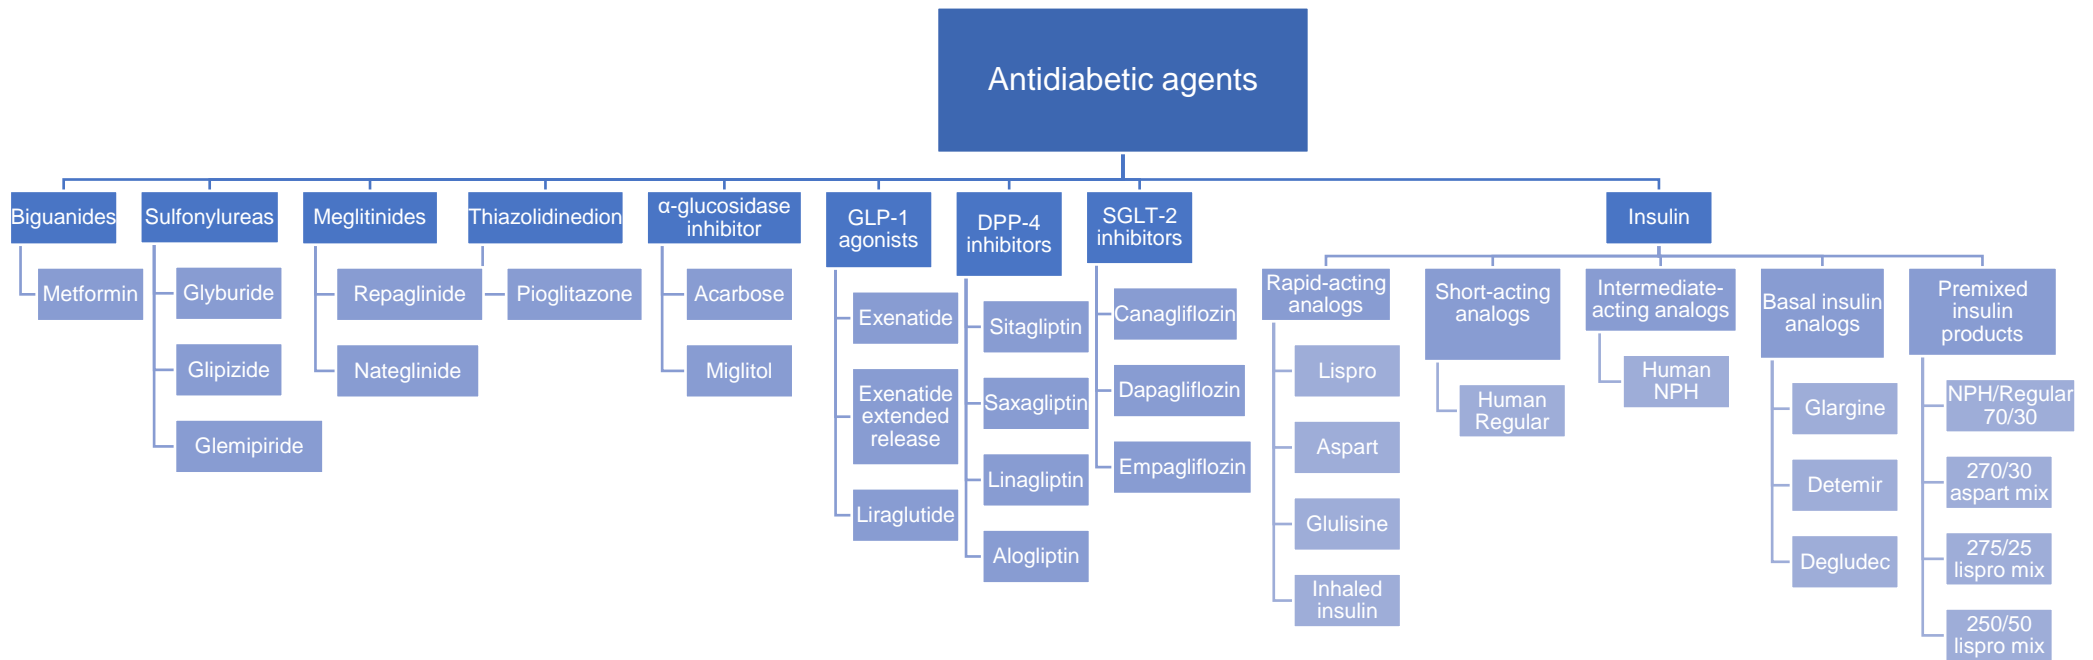 Antidiabetic agents
Biguanides
Metformin
Sulfonylureas
Glyburide
Glipizide
Glemipiride
Meglitinides
Repaglinide
Nateglinide
Thiazolidinedion
Pioglitazone
α-glucosidase
inhibitor
Acarbose
Miglitol
GLP-1
agonists
Exenatide
Exenatide
extended
release
Liraglutide
DPP-4
inhibitors
Sitagliptin
Saxagliptin
Linagliptin
Alogliptin
SGLT-2
inhibitors
Canagliflozin
Dapagliflozin
Empagliflozin
Insulin
Rapid-acting
analogs
Lispro
Aspart
Glulisine
Inhaled
insulin
Short-acting
analogs
Human
Regular
Intermediate-
acting analogs
Human
NPH
Basal insulin
analogs
Glargine
Detemir
Degludec
Premixed
insulin
products
NPH/Regular
70/30
270/30
aspart mix
275/25
lispro mix
250/50
lispro mix